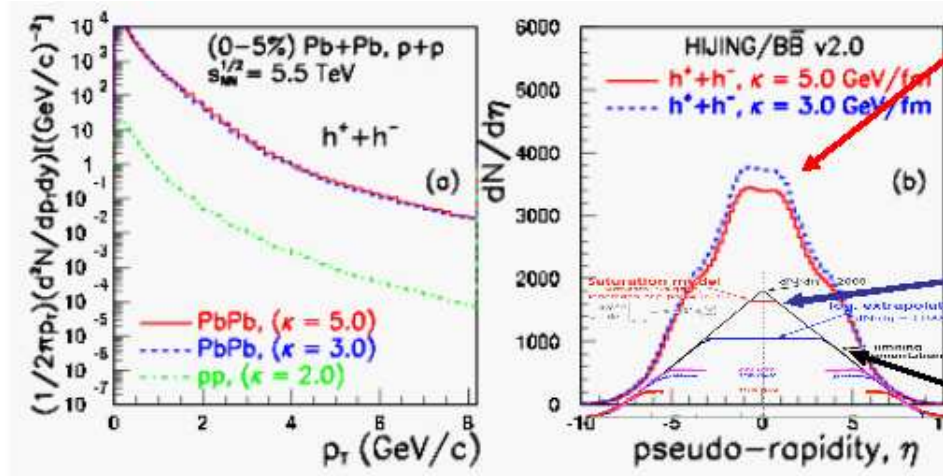 (0-5%) Pb+Pb, p+p
s_NN^1/2 = 5.5 TeV
h⁺+h⁻
(a)
PbPb, (κ = 5.0)
PbPb, (κ = 3.0)
pp, (κ = 2.0)
(1/2πp_T)(d²N/dp_Tdy)[(GeV/c)⁻²]
10⁴
10³
10²
10
1
10⁻¹
10⁻²
10⁻³
10⁻⁴
10⁻⁵
10⁻⁶
10⁻⁷
0 2 4 6 8
p_T (GeV/c)
HIJING/BB̄ v2.0
h⁺+h⁻, κ = 5.0 GeV/fm
h⁺+h⁻, κ = 3.0 GeV/fm
(b)
dN/dη
6000
5000
4000
3000
2000
1000
0
Saturation model
log. extrapolat
limiting
-10 -5 0 5 10
pseudo-rapidity, η